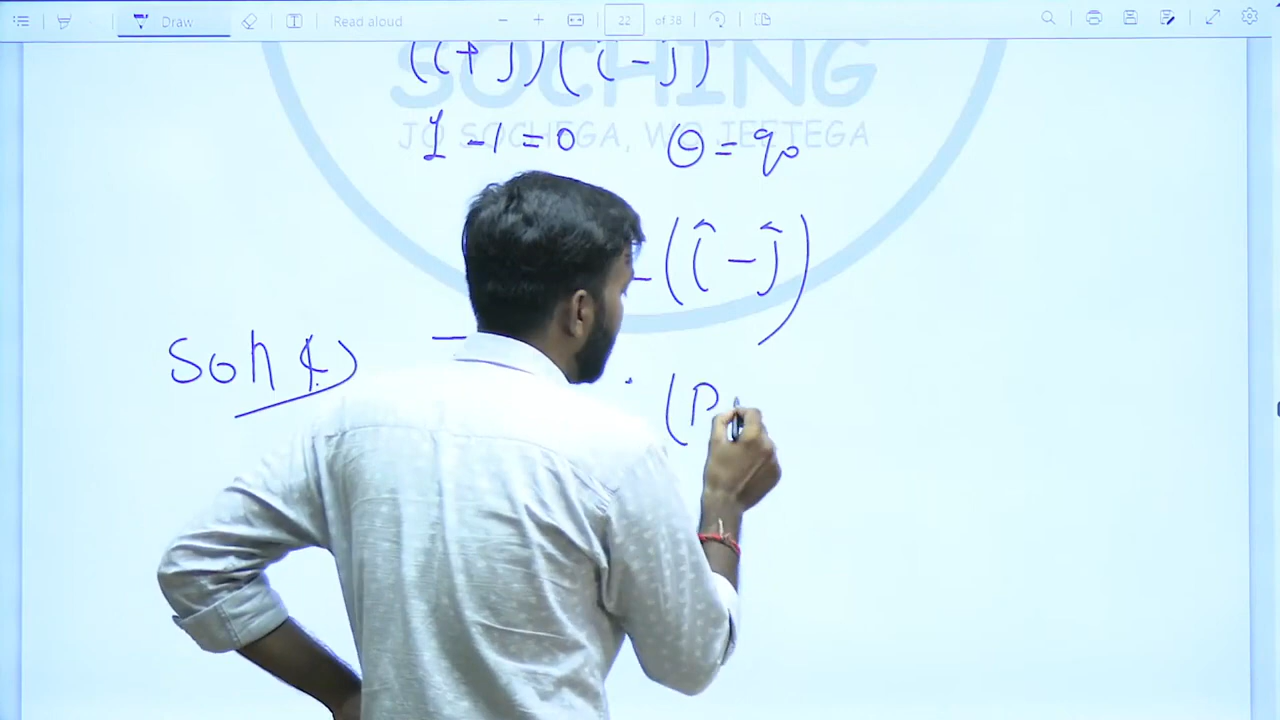 Draw
Read aloud
22 of 38
(i+j)(i-j)
SOCHING
JO SOCHEGA, WO JEETEGA
1-1=0 θ=90
-(î-ĵ)
Soln
(P